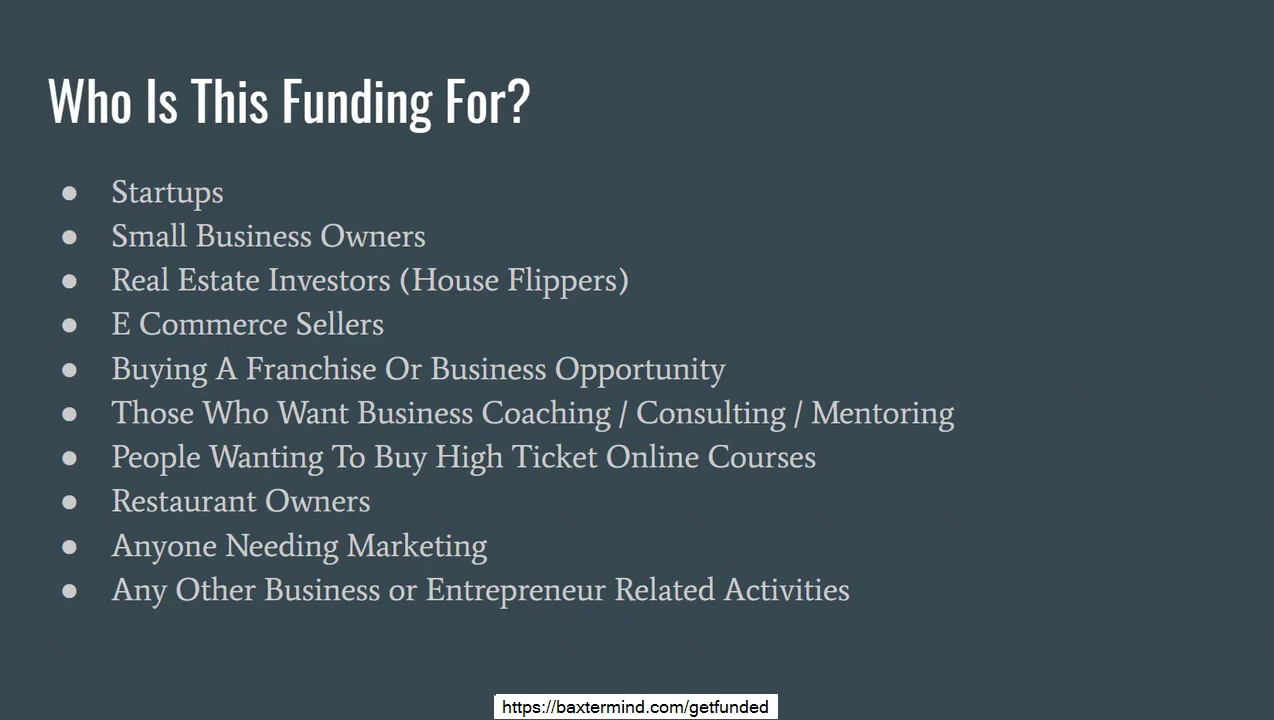 Who Is This Funding For?
● Startups
● Small Business Owners
● Real Estate Investors (House Flippers)
● E Commerce Sellers
● Buying A Franchise Or Business Opportunity
● Those Who Want Business Coaching / Consulting / Mentoring
● People Wanting To Buy High Ticket Online Courses
● Restaurant Owners
● Anyone Needing Marketing
● Any Other Business or Entrepreneur Related Activities
https://baxtermind.com/getfunded